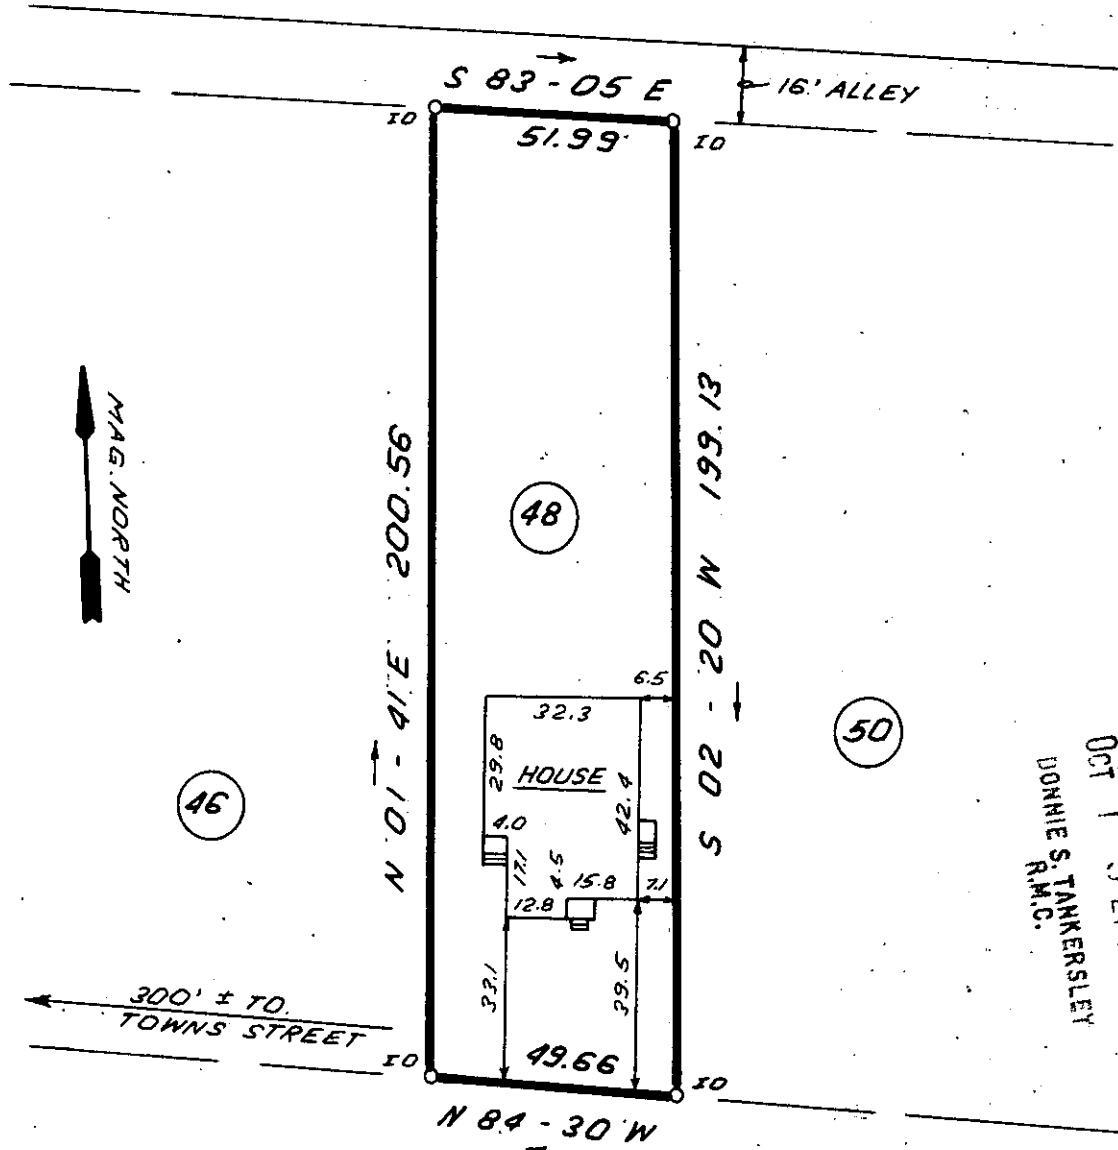 S 83-05 E
16' ALLEY
IO
51.99'
IO
MAG. NORTH
N 01-41 E 200.56
48
S 02-20 W 199.13
6.5
32.3
29.8
HOUSE
42.4
50
46
4.0
17.1
4.5
15.8
7.1
12.8
33.1
39.5
300' ± TO
TOWNS STREET
IO
49.66
IO
N 84-30 W
OCT 1
DONNIE S. TANKERSLEY
R.M.C.